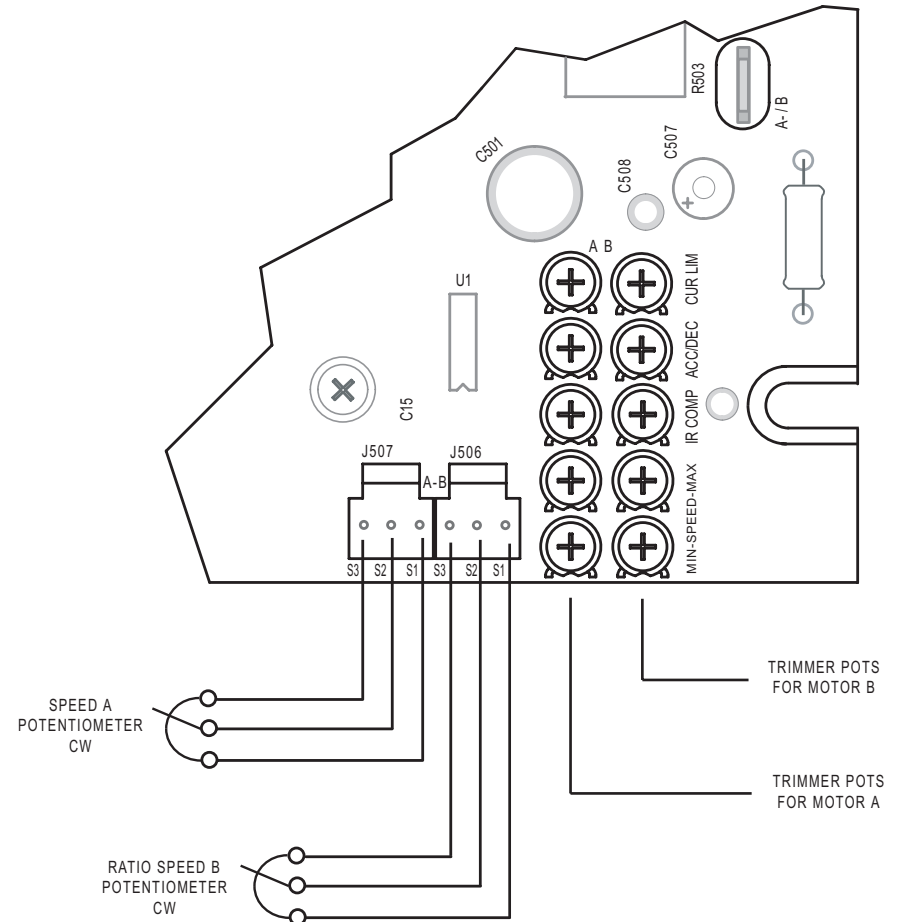 R503
A- / B
C507
C501
C508
A B
U1
CUR LIM
ACC/DEC
C15
IR COMP
J507
J506
A-B
MIN-SPEED-MAX
S3 S2 S1 S3 S2 S1
TRIMMER POTS
FOR MOTOR B
SPEED A
POTENTIOMETER
CW
TRIMMER POTS
FOR MOTOR A
RATIO SPEED B
POTENTIOMETER
CW